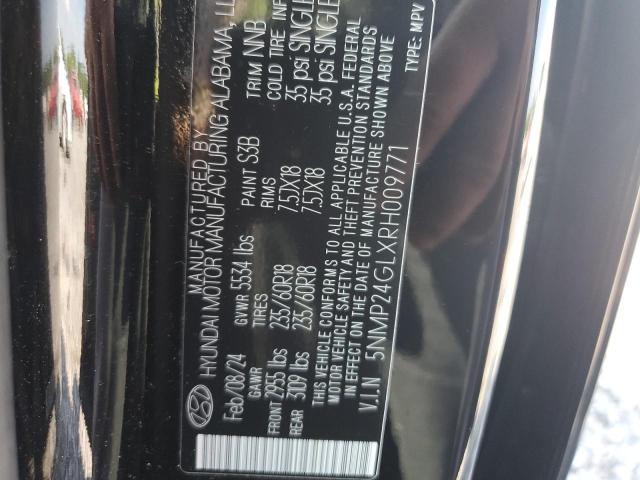 MANUFACTURED BY
HYUNDAI MOTOR MANUFACTURING ALABAMA, LL
Feb/08/24 GVWR 5534 lbs PAINT S3B TRIM NNB
GAWR TIRES RIMS COLD TIRE INF
FRONT 2955 lbs 235/60R18 7.5JX18 35 psi SINGLE
REAR 3109 lbs 235/60R18 7.5JX18 35 psi SINGLE
THIS VEHICLE CONFORMS TO ALL APPLICABLE U.S.A. FEDERAL
MOTOR VEHICLE SAFETY AND THEFT PREVENTION STANDARDS
IN EFFECT ON THE DATE OF MANUFACTURE SHOWN ABOVE
V.I.N 5NMP24GLXRH009771 TYPE: MPV